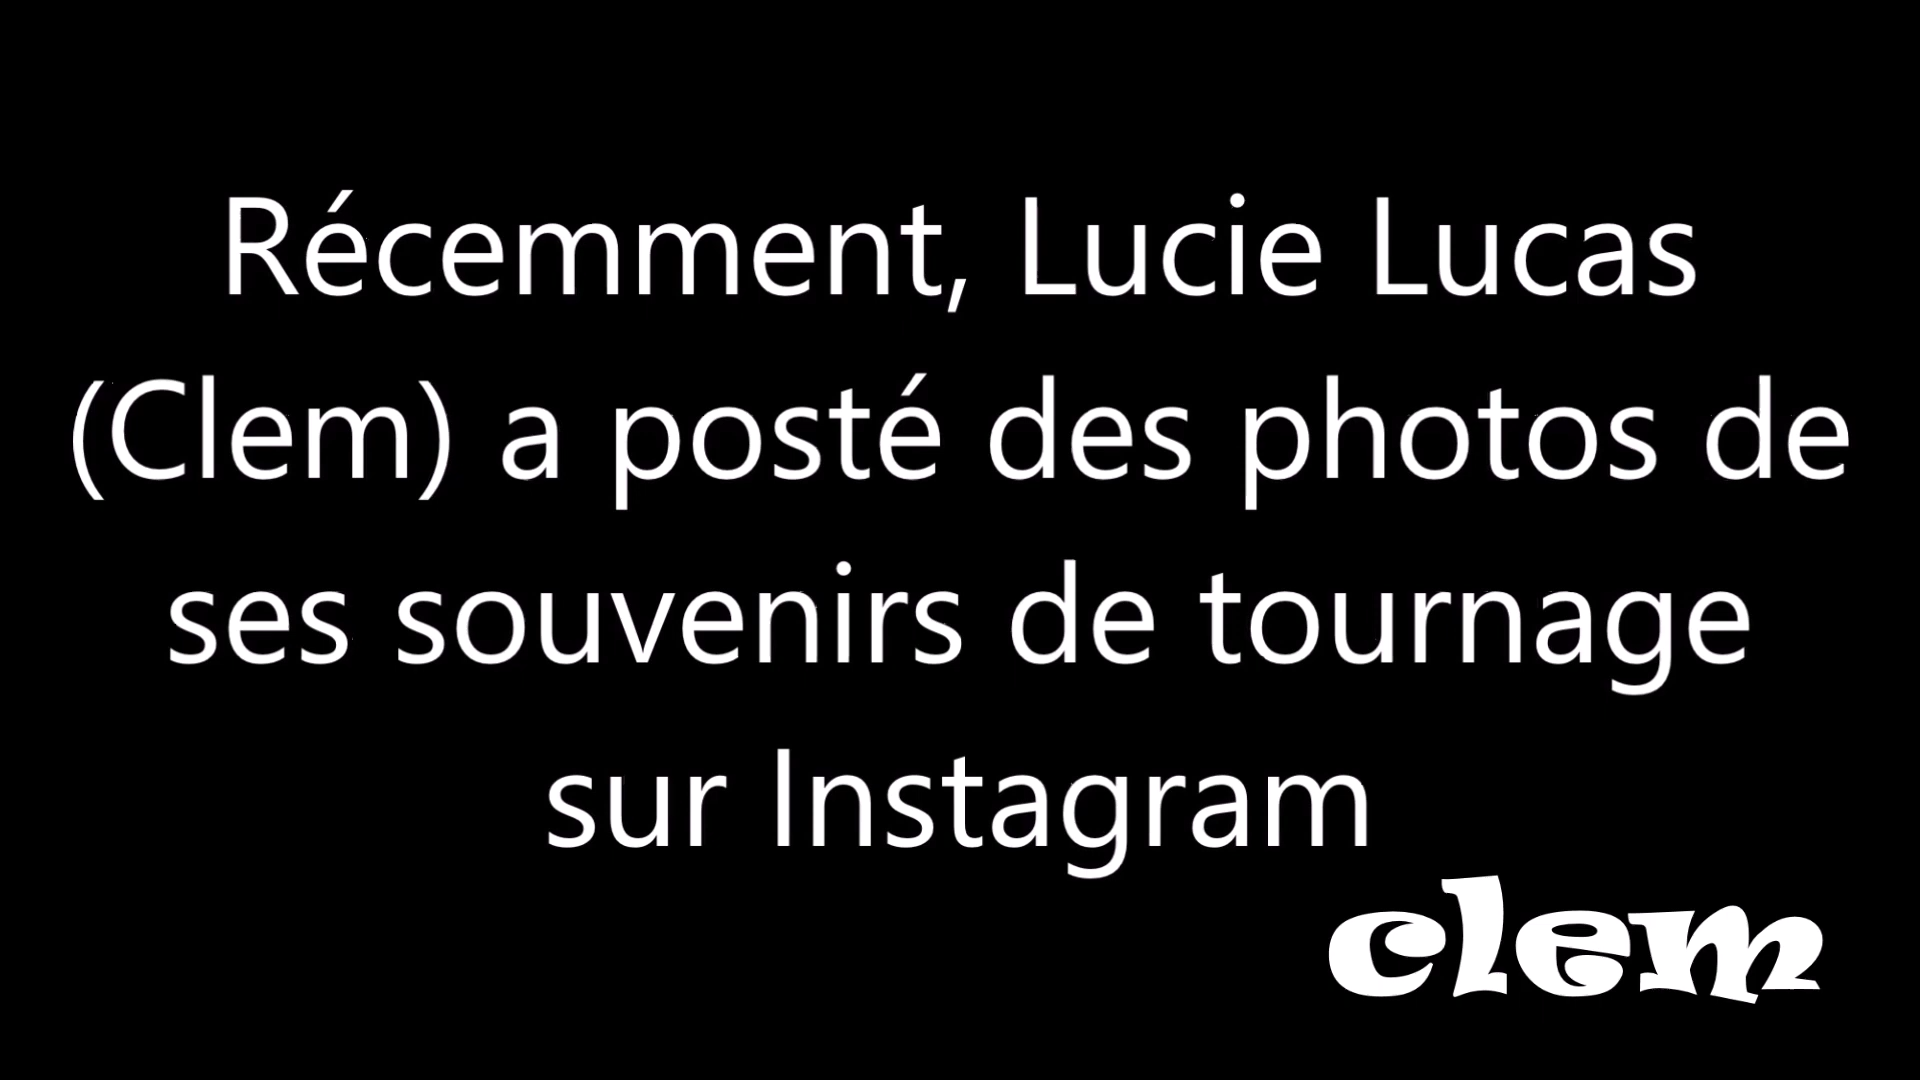 Récemment, Lucie Lucas
(Clem) a posté des photos de
ses souvenirs de tournage
sur Instagram
clem